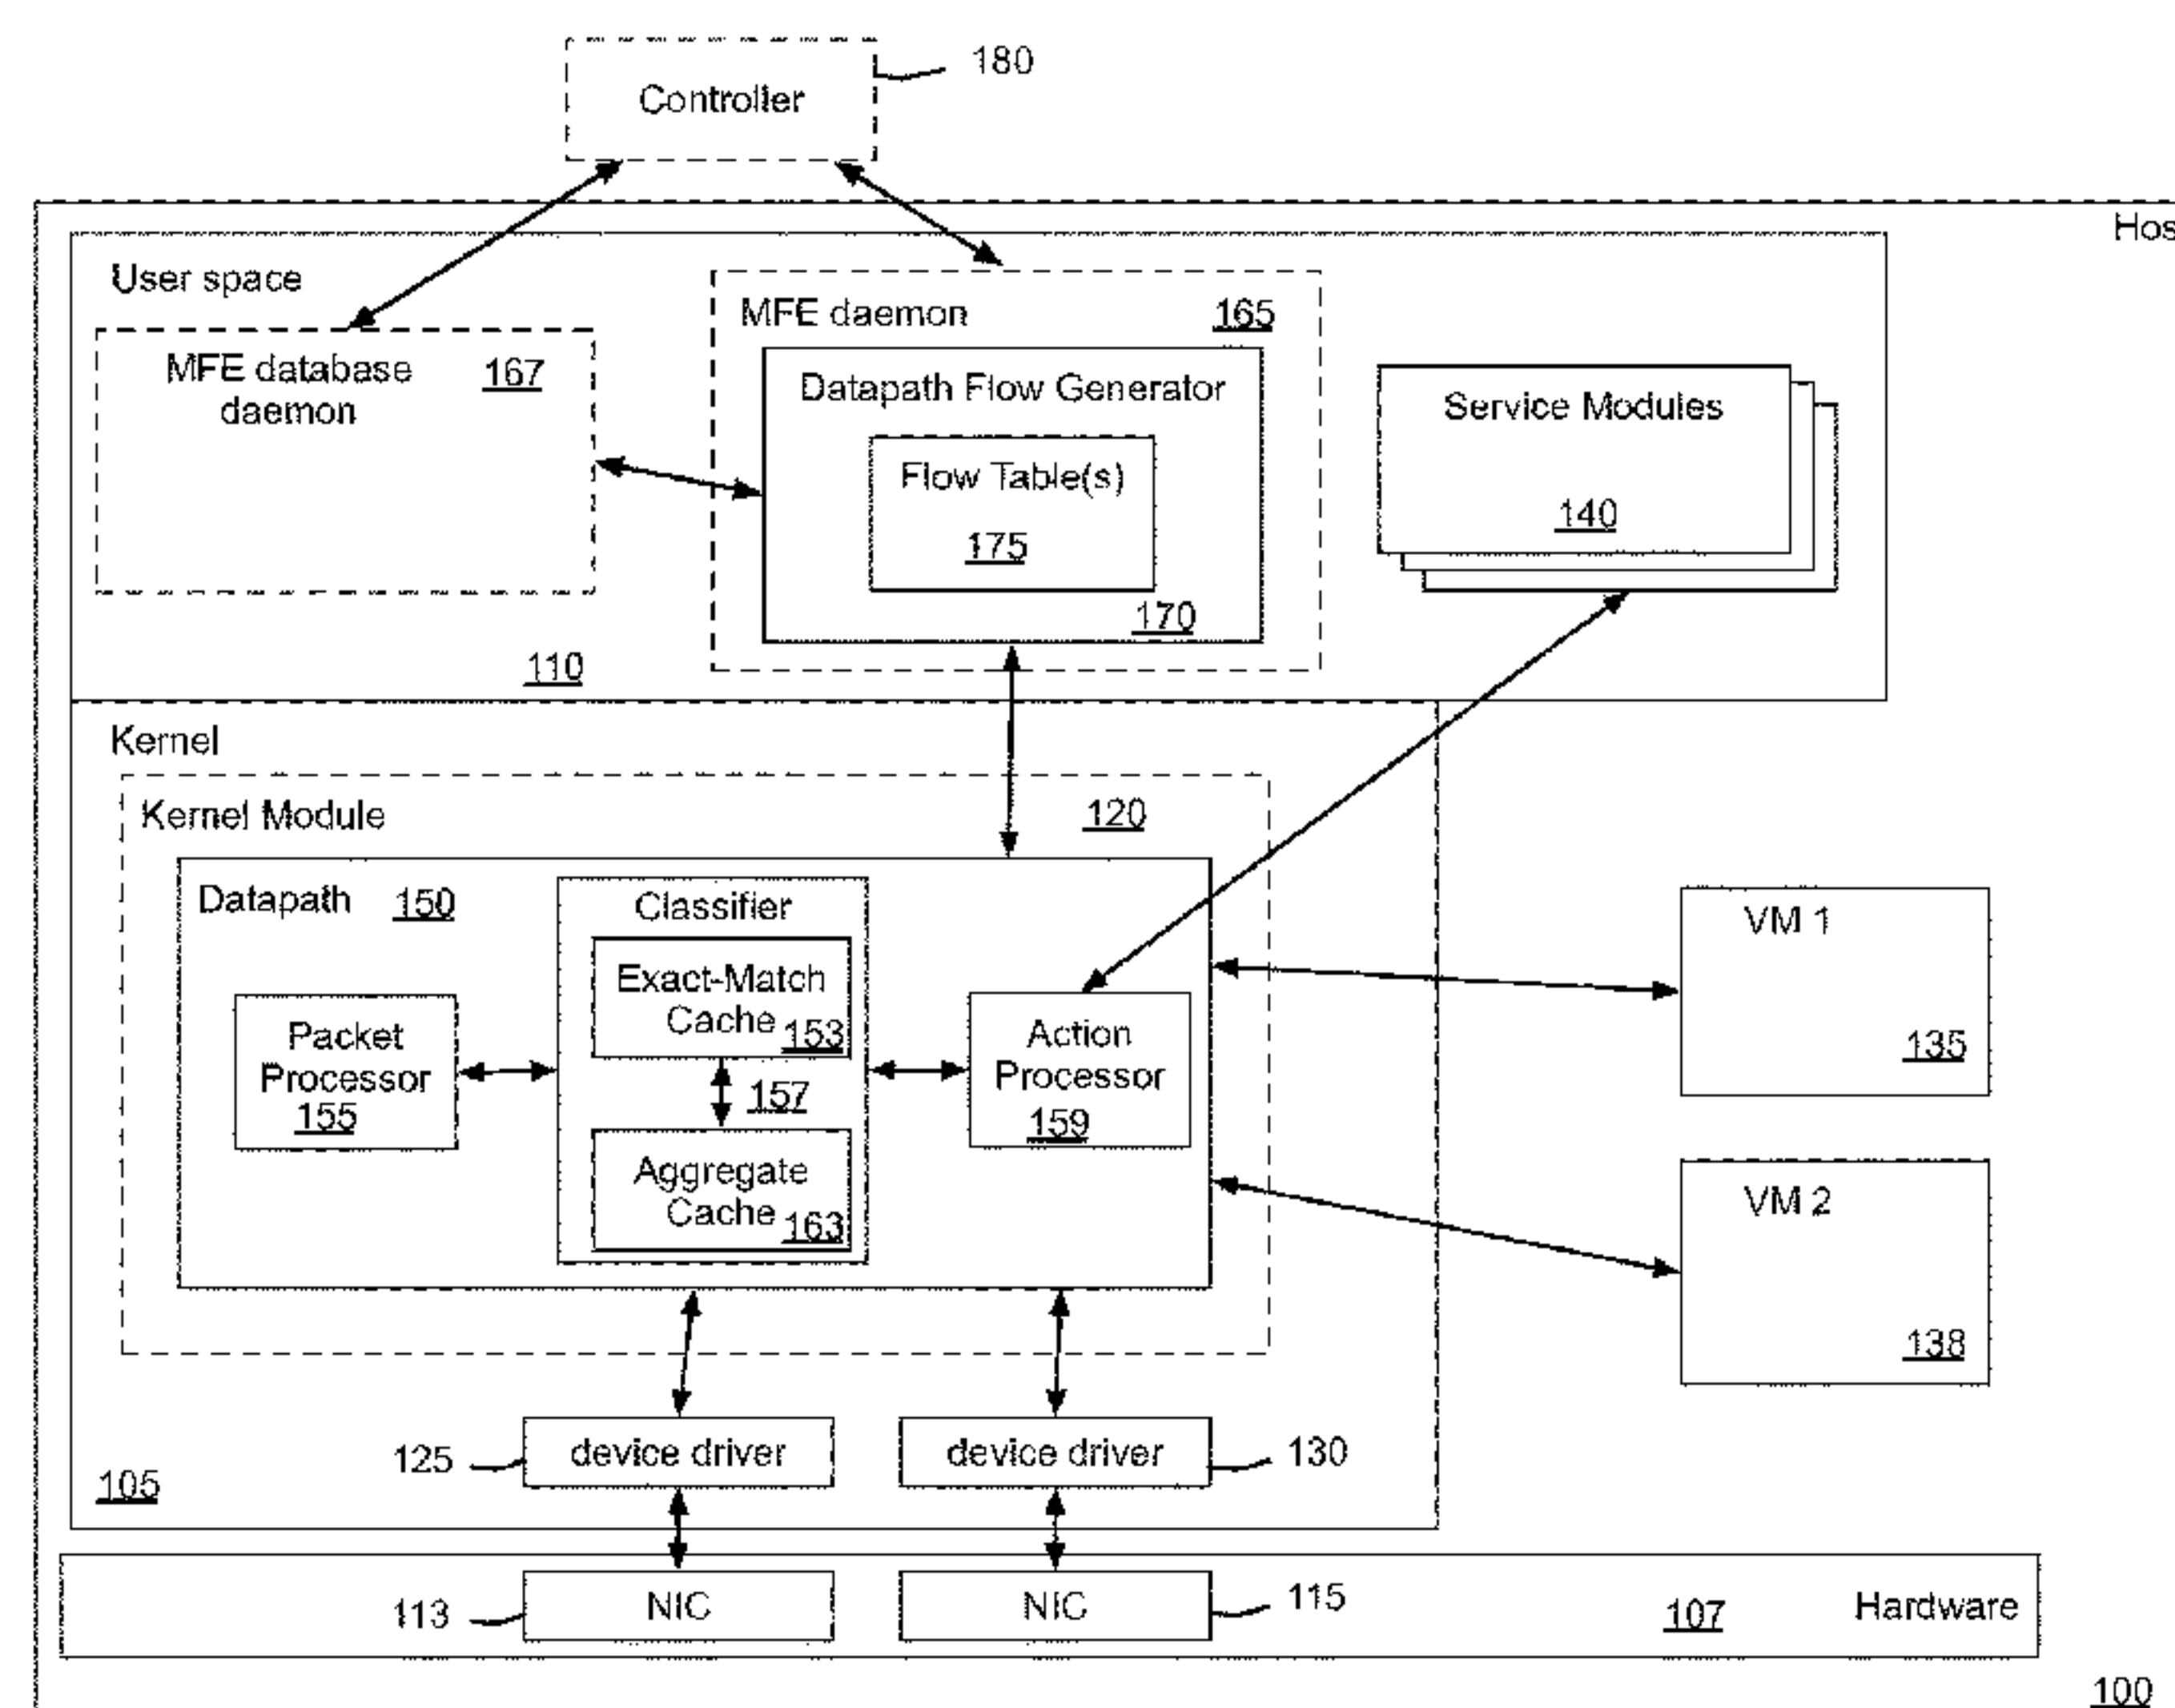 Controller
180
Hos
User space
MFE database
daemon
167
MFE daemon
165
Datapath Flow Generator
Flow Table(s)
175
170
Service Modules
140
110
Kernel
Kernel Module
120
Datapath
150
Classifier
Exact-Match
Cache
153
Packet
Processor
155
157
Action
Processor
159
Aggregate
Cache
163
VM 1
135
VM 2
138
125
device driver
device driver
130
105
113
NIC
NIC
115
107
Hardware
100